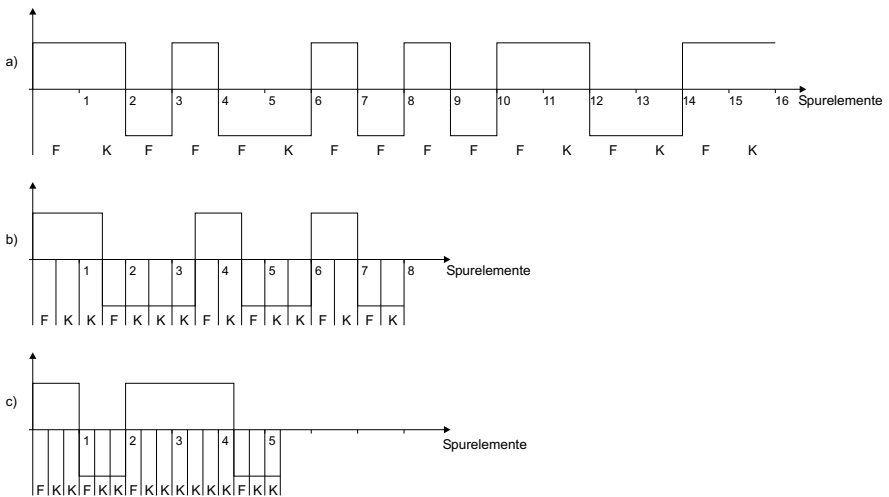 a)
1 2 3 4 5 6 7 8 9 10 11 12 13 14 15 16 Spurelemente
F K F F F K F F F F F K F K F K
b)
1 2 3 4 5 6 7 8 Spurelemente
F K K F K K K F K F K K F K F K
c)
1 2 3 4 5 Spurelemente
F K K F K K F K K K K K K F K K